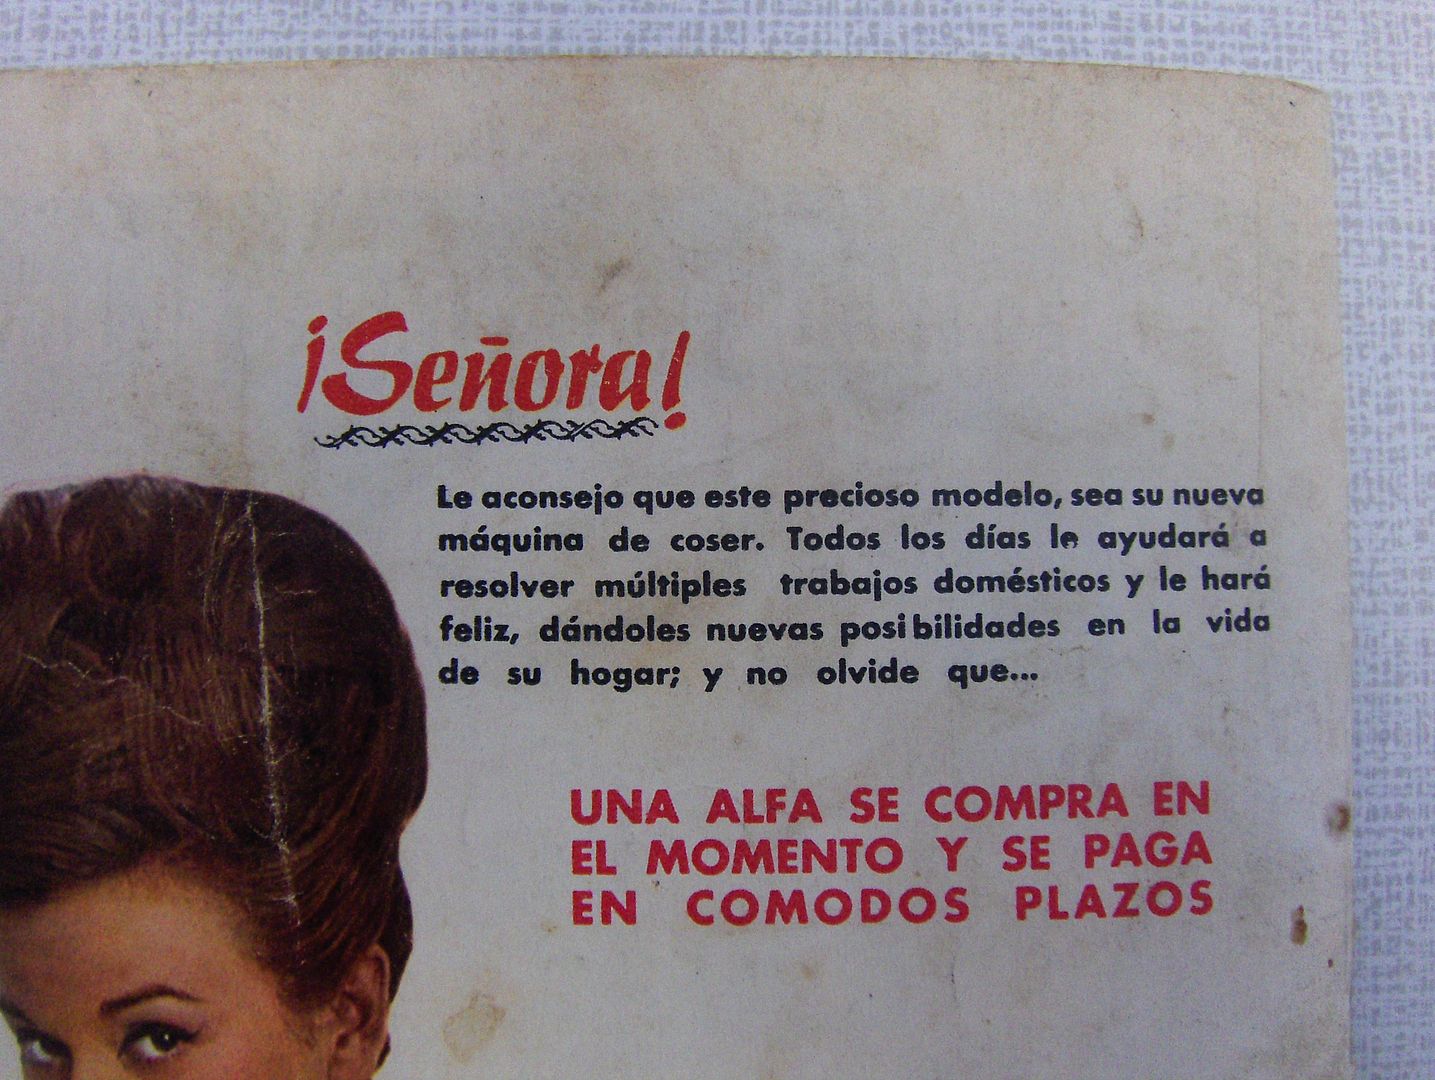 ¡Señora!
Le aconsejo que este precioso modelo, sea su nueva
máquina de coser. Todos los días le ayudará a
resolver múltiples trabajos domésticos y le hará
feliz, dándoles nuevas posibilidades en la vida
de su hogar; y no olvide que...
UNA ALFA SE COMPRA EN
EL MOMENTO Y SE PAGA
EN COMODOS PLAZOS